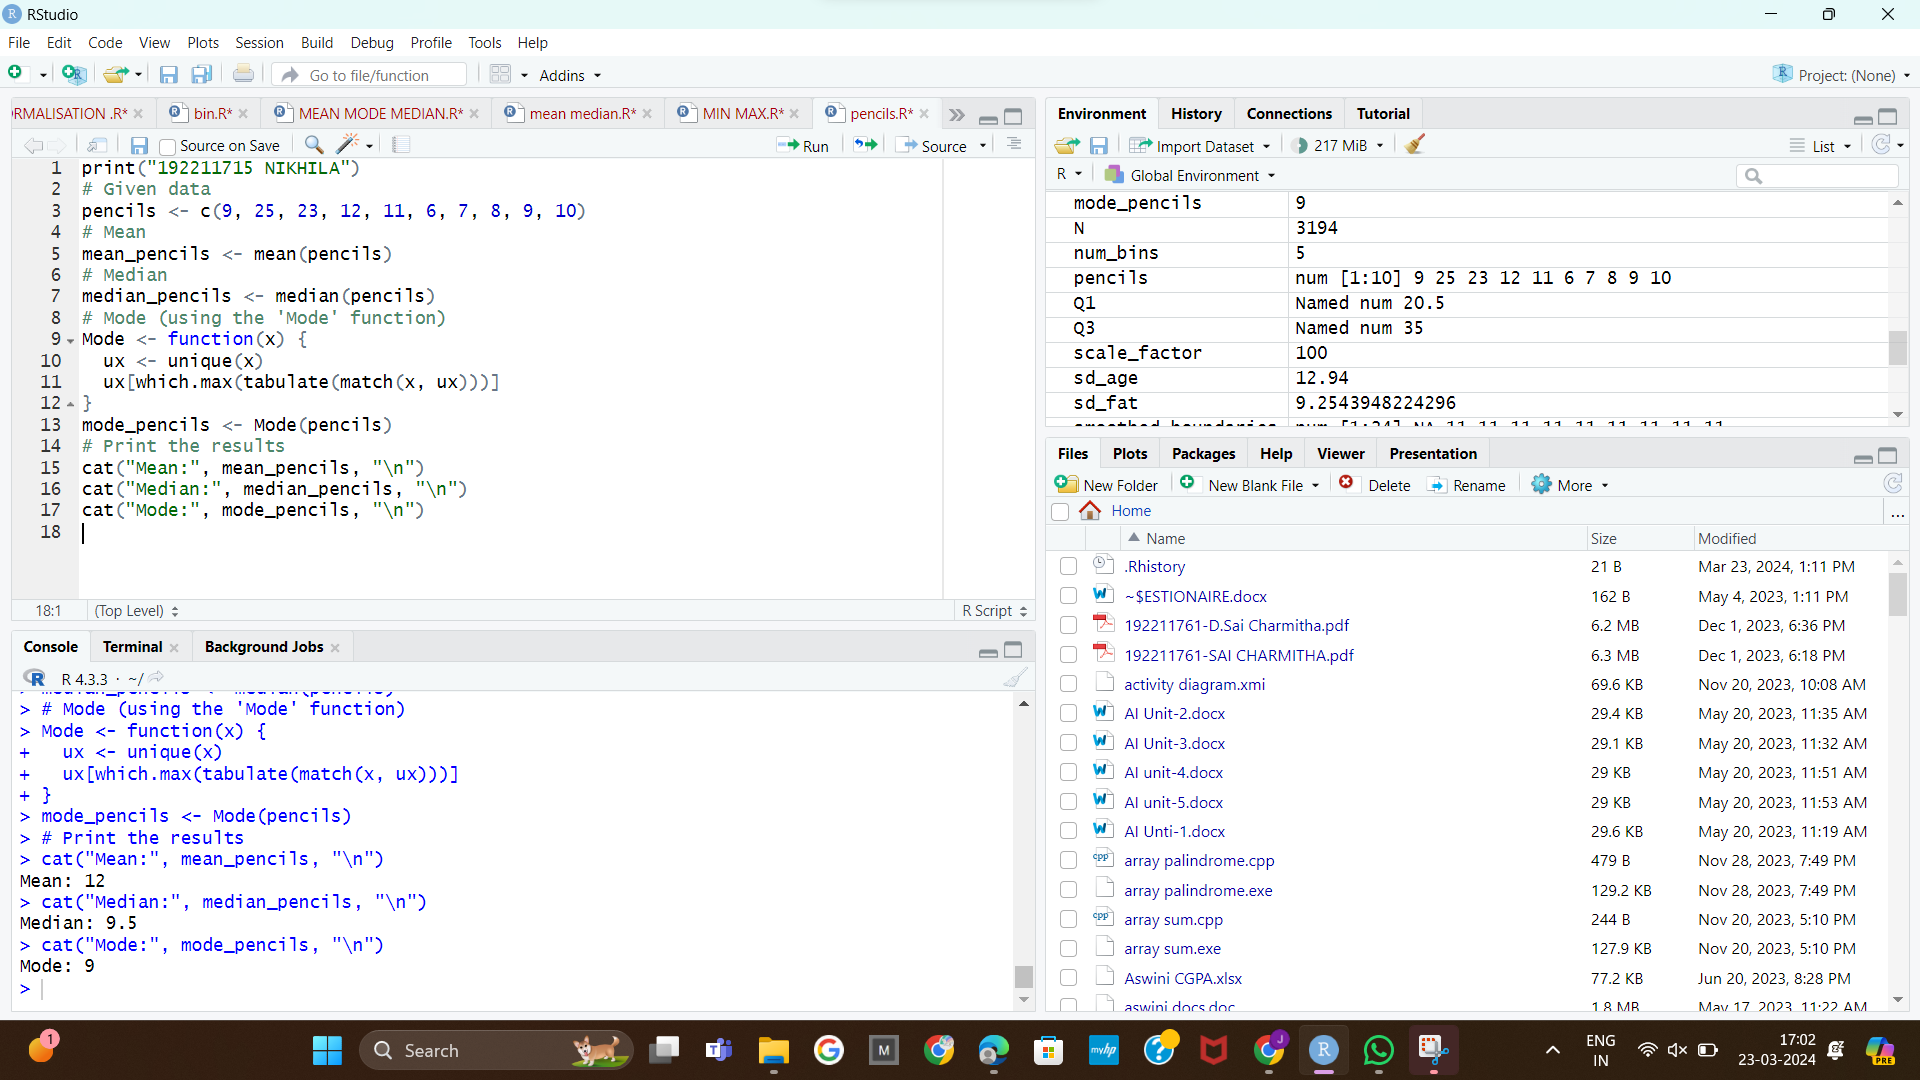 RStudio
File Edit Code View Plots Session Build Debug Profile Tools Help
Go to file/function Addins Project: (None)
ORMALISATION .R* bin.R* MEAN MODE MEDIAN.R* mean median.R* MIN MAX.R* pencils.R*
Source on Save Run Source
1 print("192211715 NIKHILA")
2 # Given data
3 pencils <- c(9, 25, 23, 12, 11, 6, 7, 8, 9, 10)
4 # Mean
5 mean_pencils <- mean(pencils)
6 # Median
7 median_pencils <- median(pencils)
8 # Mode (using the 'Mode' function)
9 Mode <- function(x) {
10 ux <- unique(x)
11 ux[which.max(tabulate(match(x, ux)))]
12 }
13 mode_pencils <- Mode(pencils)
14 # Print the results
15 cat("Mean:", mean_pencils, "\n")
16 cat("Median:", median_pencils, "\n")
17 cat("Mode:", mode_pencils, "\n")
18
18:1 (Top Level) R Script
Console Terminal Background Jobs
R 4.3.3 · ~/
> median_pencils <- median(pencils)
> # Mode (using the 'Mode' function)
> Mode <- function(x) {
+ ux <- unique(x)
+ ux[which.max(tabulate(match(x, ux)))]
+ }
> mode_pencils <- Mode(pencils)
> # Print the results
> cat("Mean:", mean_pencils, "\n")
Mean: 12
> cat("Median:", median_pencils, "\n")
Median: 9.5
> cat("Mode:", mode_pencils, "\n")
Mode: 9
>
Environment History Connections Tutorial
Import Dataset 217 MiB List
R Global Environment
mode_pencils 9
N 3194
num_bins 5
pencils num [1:10] 9 25 23 12 11 6 7 8 9 10
Q1 Named num 20.5
Q3 Named num 35
scale_factor 100
sd_age 12.94
sd_fat 9.2543948224296
smoothed_boundaries num [1:24] NA 11 11 11 11 11 11 11 11 11
Files Plots Packages Help Viewer Presentation
New Folder New Blank File Delete Rename More
Home ...
Name Size Modified
.Rhistory 21 B Mar 23, 2024, 1:11 PM
~$ESTIONAIRE.docx 162 B May 4, 2023, 1:11 PM
192211761-D.Sai Charmitha.pdf 6.2 MB Dec 1, 2023, 6:36 PM
192211761-SAI CHARMITHA.pdf 6.3 MB Dec 1, 2023, 6:18 PM
activity diagram.xmi 69.6 KB Nov 20, 2023, 10:08 AM
AI Unit-2.docx 29.4 KB May 20, 2023, 11:35 AM
AI Unit-3.docx 29.1 KB May 20, 2023, 11:32 AM
AI unit-4.docx 29 KB May 20, 2023, 11:51 AM
AI unit-5.docx 29 KB May 20, 2023, 11:53 AM
AI Unti-1.docx 29.6 KB May 20, 2023, 11:19 AM
array palindrome.cpp 479 B Nov 28, 2023, 7:49 PM
array palindrome.exe 129.2 KB Nov 28, 2023, 7:49 PM
array sum.cpp 244 B Nov 20, 2023, 5:10 PM
array sum.exe 127.9 KB Nov 20, 2023, 5:10 PM
Aswini CGPA.xlsx 77.2 KB Jun 20, 2023, 8:28 PM
aswini docs.doc 1.8 MB May 17, 2023, 11:22 AM
1 Search ENG IN 17:02 23-03-2024